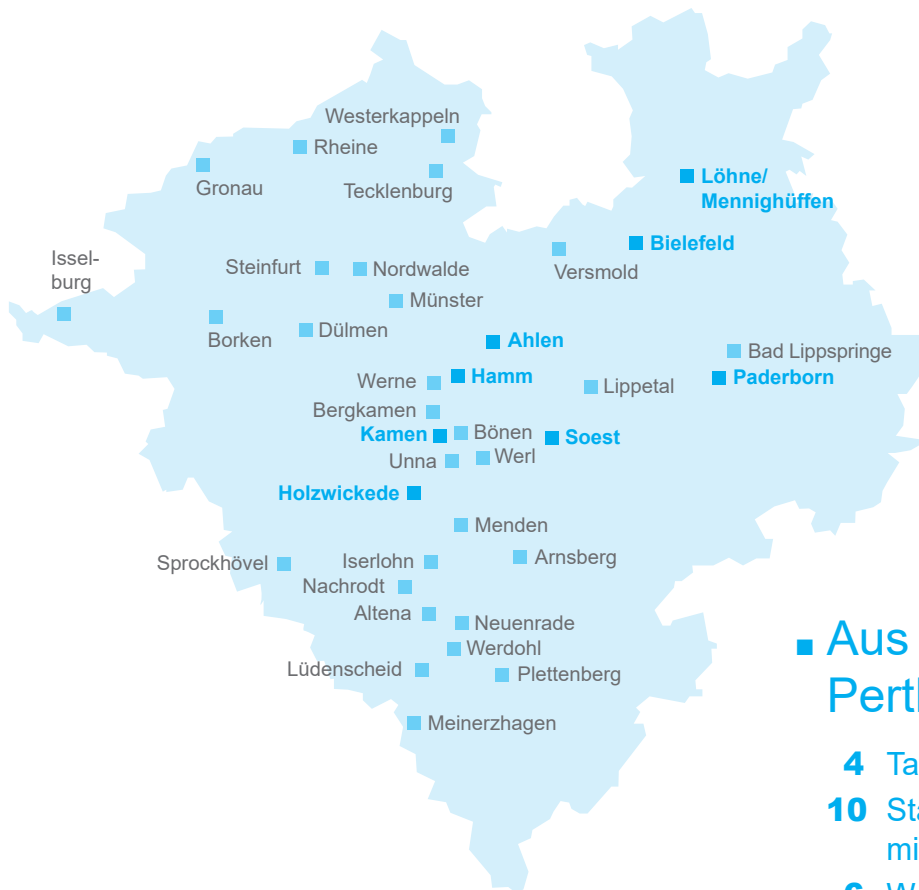 Westerkappeln
Rheine
Gronau
Tecklenburg
Löhne/
Mennighüffen
Bielefeld
Versmold
Issel-
burg
Steinfurt
Nordwalde
Münster
Borken
Dülmen
Ahlen
Bad Lippspringe
Werne
Hamm
Lippetal
Paderborn
Bergkamen
Kamen
Bönen
Soest
Unna
Werl
Holzwickede
Menden
Sprockhövel
Iserlohn
Arnsberg
Nachrodt
Altena
Neuenrade
Werdohl
Lüdenscheid
Plettenberg
Meinerzhagen
Aus
4
10